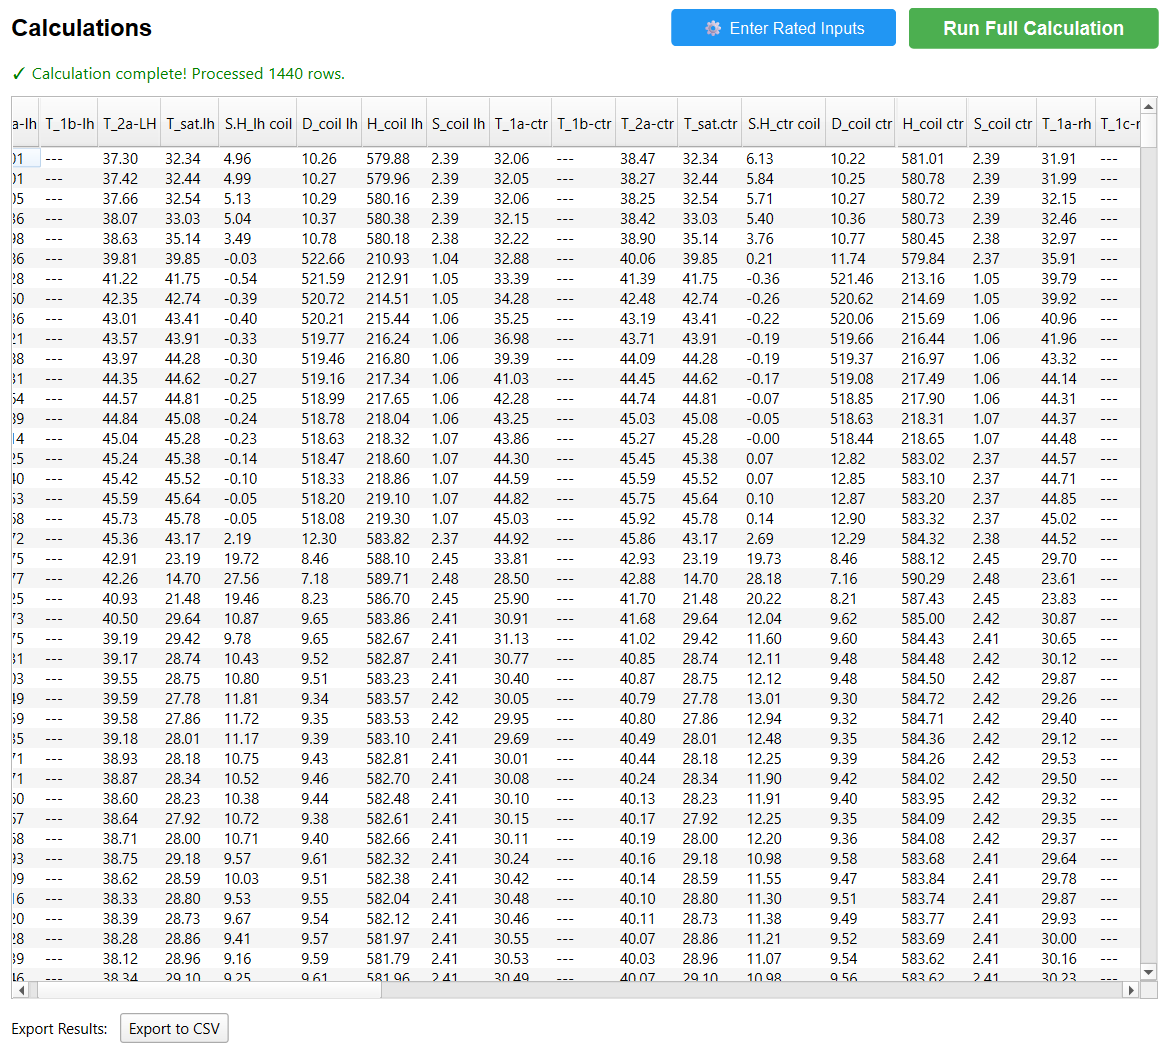 Calculations
Enter Rated Inputs
Run Full Calculation
✓ Calculation complete! Processed 1440 rows.
a-lh T_1b-lh T_2a-LH T_sat.lh S.H_lh coil D_coil lh H_coil lh S_coil lh T_1a-ctr T_1b-ctr T_2a-ctr T_sat.ctr S.H_ctr coil D_coil ctr H_coil ctr S_coil ctr T_1a-rh T_1c-r
01 --- 37.30 32.34 4.96 10.26 579.88 2.39 32.06 --- 38.47 32.34 6.13 10.22 581.01 2.39 31.91 ---
01 --- 37.42 32.44 4.99 10.27 579.96 2.39 32.05 --- 38.27 32.44 5.84 10.25 580.78 2.39 31.99 ---
05 --- 37.66 32.54 5.13 10.29 580.16 2.39 32.06 --- 38.25 32.54 5.71 10.27 580.72 2.39 32.15 ---
36 --- 38.07 33.03 5.04 10.37 580.38 2.39 32.15 --- 38.42 33.03 5.40 10.36 580.73 2.39 32.46 ---
98 --- 38.63 35.14 3.49 10.78 580.18 2.38 32.22 --- 38.90 35.14 3.76 10.77 580.45 2.38 32.97 ---
36 --- 39.81 39.85 -0.03 522.66 210.93 1.04 32.88 --- 40.06 39.85 0.21 11.74 579.84 2.37 35.91 ---
28 --- 41.22 41.75 -0.54 521.59 212.91 1.05 33.39 --- 41.39 41.75 -0.36 521.46 213.16 1.05 39.79 ---
50 --- 42.35 42.74 -0.39 520.72 214.51 1.05 34.28 --- 42.48 42.74 -0.26 520.62 214.69 1.05 39.92 ---
36 --- 43.01 43.41 -0.40 520.21 215.44 1.06 35.25 --- 43.19 43.41 -0.22 520.06 215.69 1.06 40.96 ---
21 --- 43.57 43.91 -0.33 519.77 216.24 1.06 36.98 --- 43.71 43.91 -0.19 519.66 216.44 1.06 41.96 ---
38 --- 43.97 44.28 -0.30 519.46 216.80 1.06 39.39 --- 44.09 44.28 -0.19 519.37 216.97 1.06 43.32 ---
31 --- 44.35 44.62 -0.27 519.16 217.34 1.06 41.03 --- 44.45 44.62 -0.17 519.08 217.49 1.06 44.14 ---
54 --- 44.57 44.81 -0.25 518.99 217.65 1.06 42.28 --- 44.74 44.81 -0.07 518.85 217.90 1.06 44.31 ---
39 --- 44.84 45.08 -0.24 518.78 218.04 1.06 43.25 --- 45.03 45.08 -0.05 518.63 218.31 1.07 44.37 ---
14 --- 45.04 45.28 -0.23 518.63 218.32 1.07 43.86 --- 45.27 45.28 -0.00 518.44 218.65 1.07 44.48 ---
25 --- 45.24 45.38 -0.14 518.47 218.60 1.07 44.30 --- 45.45 45.38 0.07 12.82 583.02 2.37 44.57 ---
40 --- 45.42 45.52 -0.10 518.33 218.86 1.07 44.59 --- 45.59 45.52 0.07 12.85 583.10 2.37 44.71 ---
53 --- 45.59 45.64 -0.05 518.20 219.10 1.07 44.82 --- 45.75 45.64 0.10 12.87 583.20 2.37 44.85 ---
58 --- 45.73 45.78 -0.05 518.08 219.30 1.07 45.03 --- 45.92 45.78 0.14 12.90 583.32 2.37 45.02 ---
72 --- 45.36 43.17 2.19 12.30 583.82 2.37 44.92 --- 45.86 43.17 2.69 12.29 584.32 2.38 44.52 ---
75 --- 42.91 23.19 19.72 8.46 588.10 2.45 33.81 --- 42.93 23.19 19.73 8.46 588.12 2.45 29.70 ---
77 --- 42.26 14.70 27.56 7.18 589.71 2.48 28.50 --- 42.88 14.70 28.18 7.16 590.29 2.48 23.61 ---
25 --- 40.93 21.48 19.46 8.23 586.70 2.45 25.90 --- 41.70 21.48 20.22 8.21 587.43 2.45 23.83 ---
73 --- 40.50 29.64 10.87 9.65 583.86 2.41 30.91 --- 41.68 29.64 12.04 9.62 585.00 2.42 30.87 ---
75 --- 39.19 29.42 9.78 9.65 582.67 2.41 31.13 --- 41.02 29.42 11.60 9.60 584.43 2.41 30.65 ---
31 --- 39.17 28.74 10.43 9.52 582.87 2.41 30.77 --- 40.85 28.74 12.11 9.48 584.48 2.42 30.12 ---
03 --- 39.55 28.75 10.80 9.51 583.23 2.41 30.40 --- 40.87 28.75 12.12 9.48 584.50 2.42 29.87 ---
49 --- 39.59 27.78 11.81 9.34 583.57 2.42 30.05 --- 40.79 27.78 13.01 9.30 584.72 2.42 29.26 ---
59 --- 39.58 27.86 11.72 9.35 583.53 2.42 29.95 --- 40.80 27.86 12.94 9.32 584.71 2.42 29.40 ---
35 --- 39.18 28.01 11.17 9.39 583.10 2.41 29.69 --- 40.49 28.01 12.48 9.35 584.36 2.42 29.12 ---
71 --- 38.93 28.18 10.75 9.43 582.81 2.41 30.01 --- 40.44 28.18 12.25 9.39 584.26 2.42 29.53 ---
71 --- 38.87 28.34 10.52 9.46 582.70 2.41 30.08 --- 40.24 28.34 11.90 9.42 584.02 2.42 29.50 ---
50 --- 38.60 28.23 10.38 9.44 582.48 2.41 30.10 --- 40.13 28.23 11.91 9.40 583.95 2.42 29.32 ---
57 --- 38.64 27.92 10.72 9.38 582.61 2.41 30.15 --- 40.17 27.92 12.25 9.35 584.09 2.42 29.35 ---
58 --- 38.71 28.00 10.71 9.40 582.66 2.41 30.11 --- 40.19 28.00 12.20 9.36 584.08 2.42 29.37 ---
93 --- 38.75 29.18 9.57 9.61 582.32 2.41 30.24 --- 40.16 29.18 10.98 9.58 583.68 2.41 29.64 ---
09 --- 38.62 28.59 10.03 9.51 582.38 2.41 30.42 --- 40.14 28.59 11.55 9.47 583.84 2.41 29.78 ---
16 --- 38.33 28.80 9.53 9.55 582.04 2.41 30.48 --- 40.10 28.80 11.30 9.51 583.74 2.41 29.87 ---
20 --- 38.39 28.73 9.67 9.54 582.12 2.41 30.46 --- 40.11 28.73 11.38 9.49 583.77 2.41 29.93 ---
28 --- 38.28 28.86 9.41 9.57 581.97 2.41 30.55 --- 40.07 28.86 11.21 9.52 583.69 2.41 30.00 ---
39 --- 38.12 28.96 9.16 9.59 581.79 2.41 30.53 --- 40.03 28.96 11.07 9.54 583.62 2.41 30.16 ---
46 --- 38.34 29.10 9.25 9.61 581.96 2.41 30.49 --- 40.07 29.10 10.98 9.56 583.62 2.41 30.23 ---
Export Results:
Export to CSV